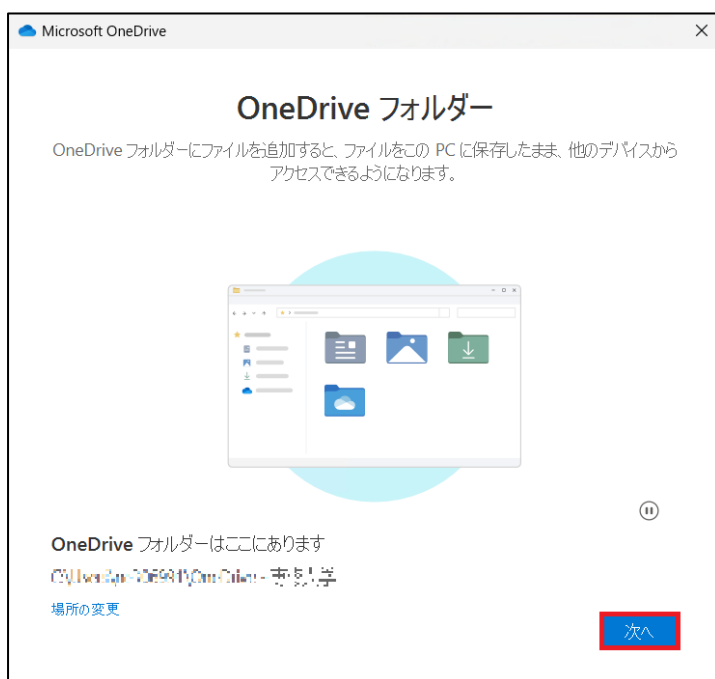 Microsoft OneDrive
OneDrive フォルダー
OneDrive フォルダーにファイルを追加すると、ファイルをこの PC に保存したまま、他のデバイスから
アクセスできるようになります。
OneDrive フォルダーはここにあります
場所の変更
次へ